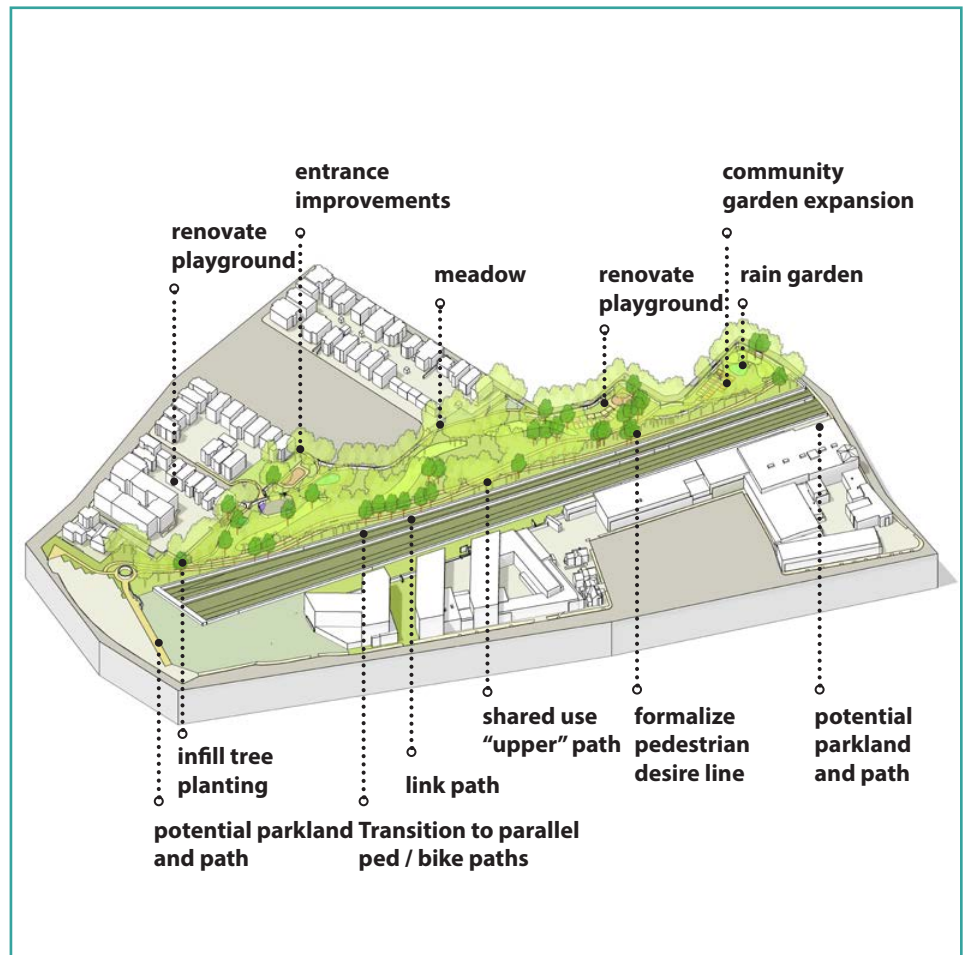 entrance
improvements
community
garden expansion
renovate
playground
meadow
renovate
playground
rain garden
infill tree
planting
link path
shared use
“upper” path
formalize
pedestrian
desire line
potential
parkland
and path
potential parkland
and path
Transition to parallel
ped / bike paths